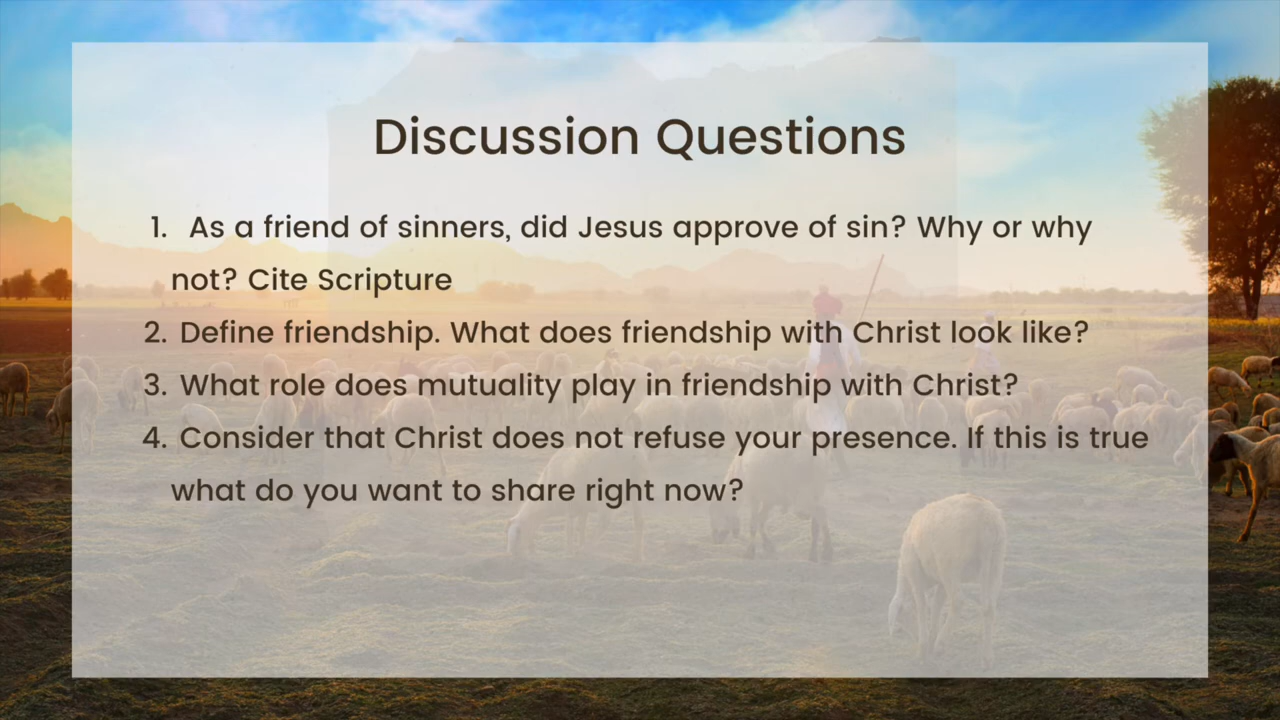 Discussion Questions
1. As a friend of sinners, did Jesus approve of sin? Why or why
not? Cite Scripture
2. Define friendship. What does friendship with Christ look like?
3. What role does mutuality play in friendship with Christ?
4. Consider that Christ does not refuse your presence. If this is true
what do you want to share right now?